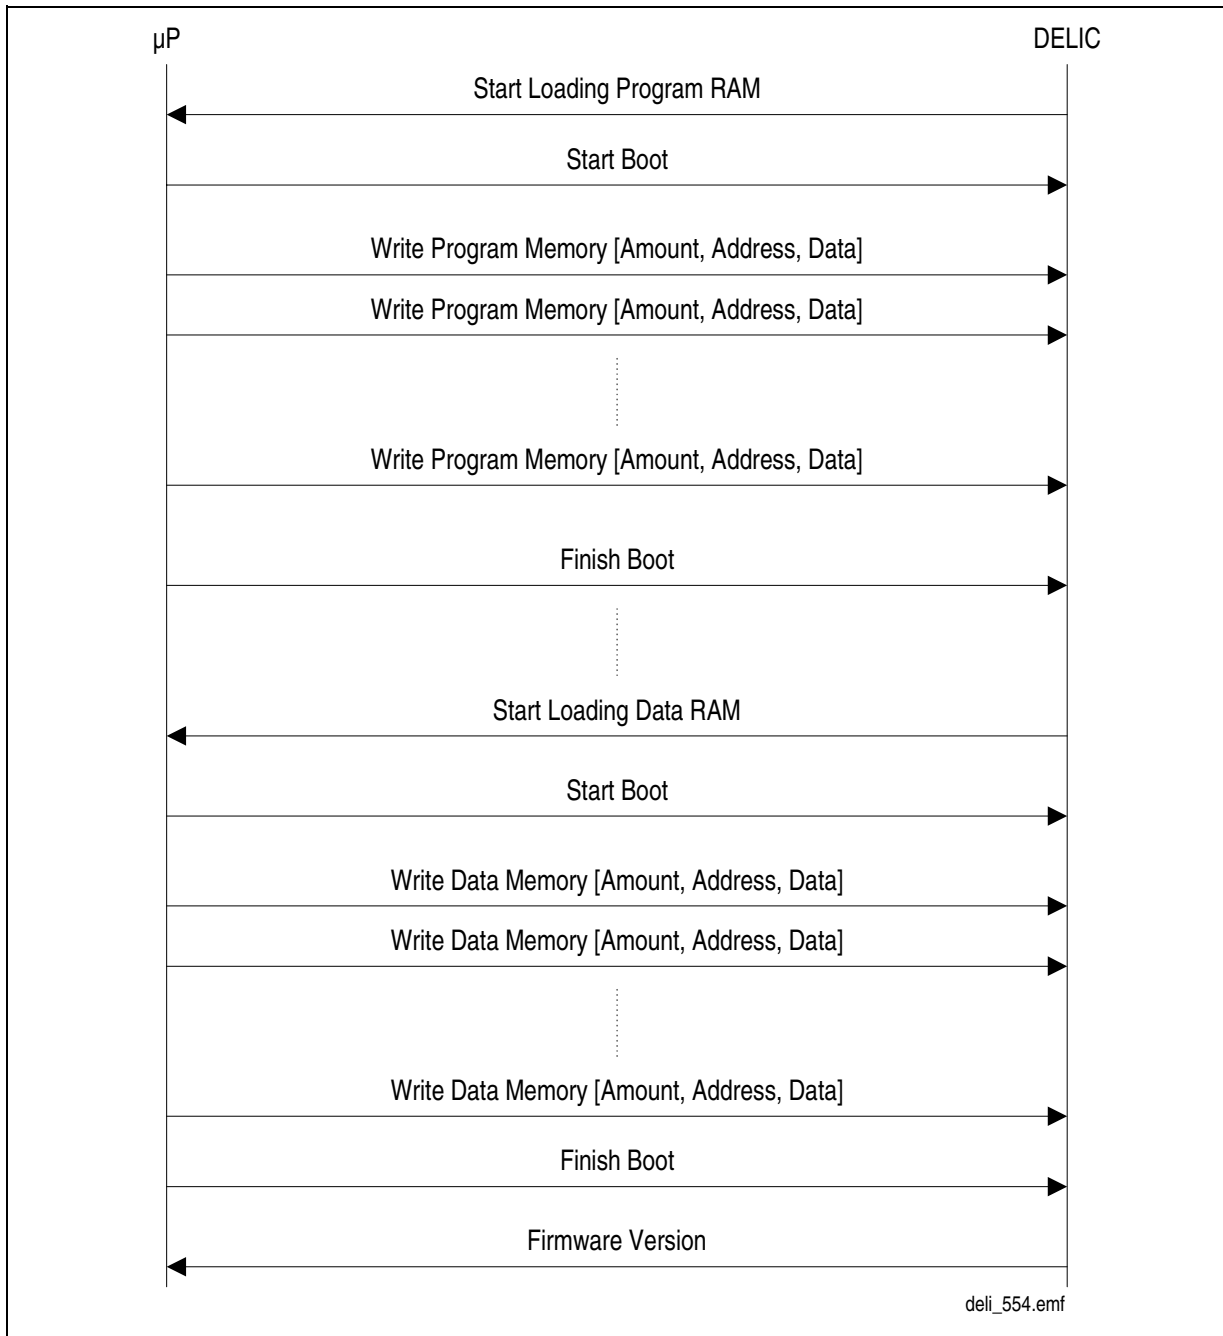 µP DELIC
Start Loading Program RAM
Start Boot
Write Program Memory [Amount, Address, Data]
Write Program Memory [Amount, Address, Data]
Write Program Memory [Amount, Address, Data]
Finish Boot
Start Loading Data RAM
Start Boot
Write Data Memory [Amount, Address, Data]
Write Data Memory [Amount, Address, Data]
Write Data Memory [Amount, Address, Data]
Finish Boot
Firmware Version
deli_554.emf